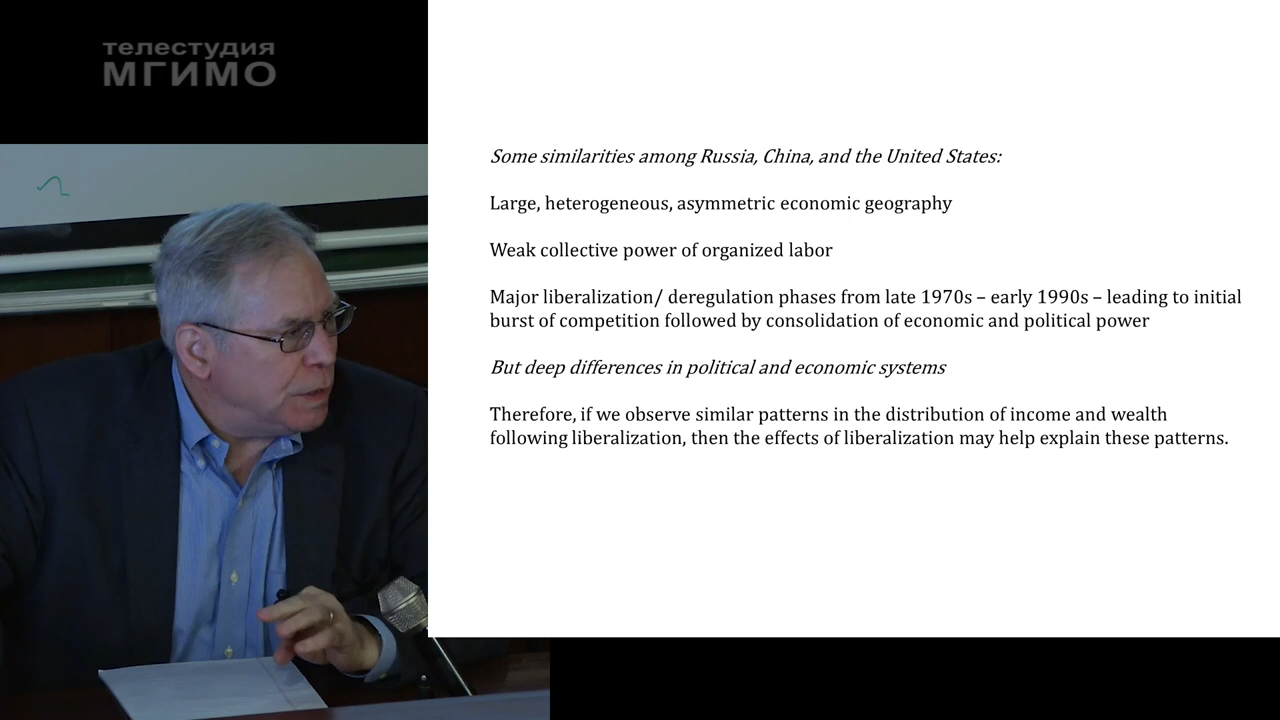 телестудия
МГИМО
Some similarities among Russia, China, and the United States:
Large, heterogeneous, asymmetric economic geography
Weak collective power of organized labor
Major liberalization/ deregulation phases from late 1970s – early 1990s – leading to initial
burst of competition followed by consolidation of economic and political power
But deep differences in political and economic systems
Therefore, if we observe similar patterns in the distribution of income and wealth
following liberalization, then the effects of liberalization may help explain these patterns.